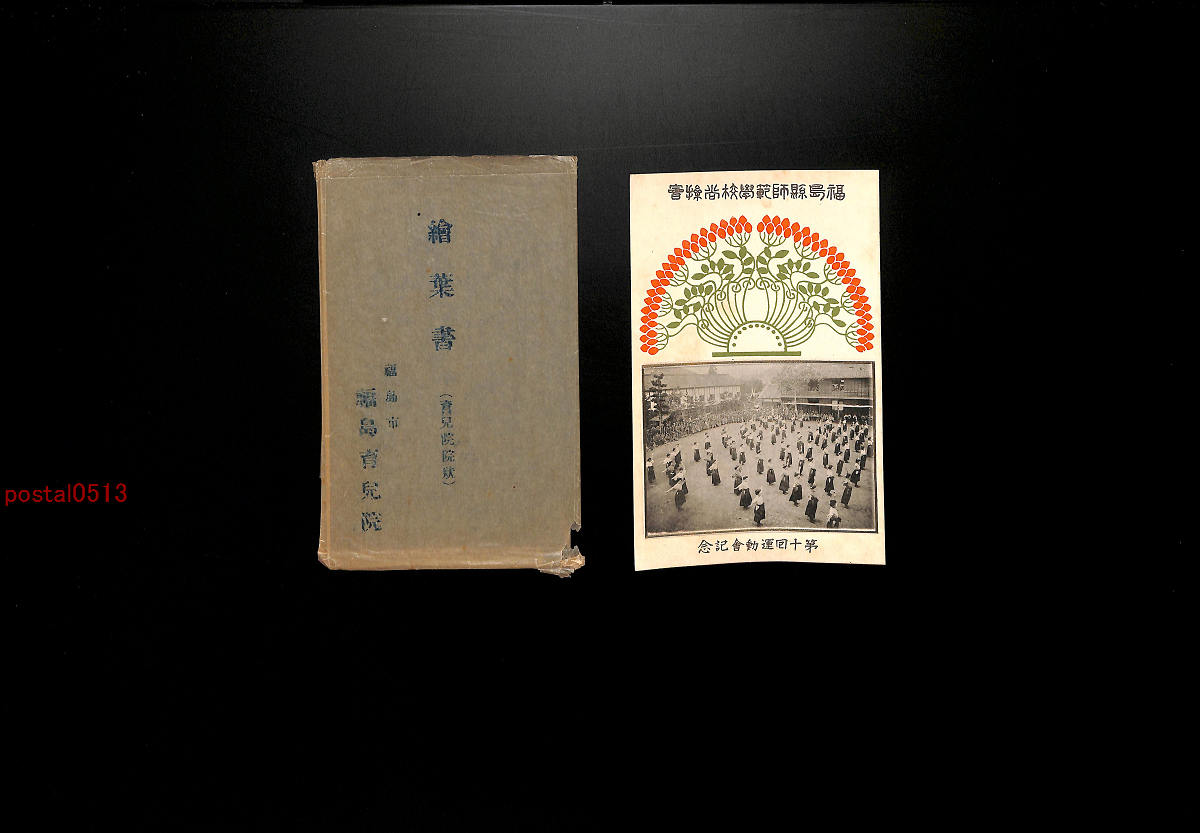 繪葉書
(育兒院院狀)
福島市
福島育兒院
福島縣師範學校尚操會
第十回運動會記念
postal0513